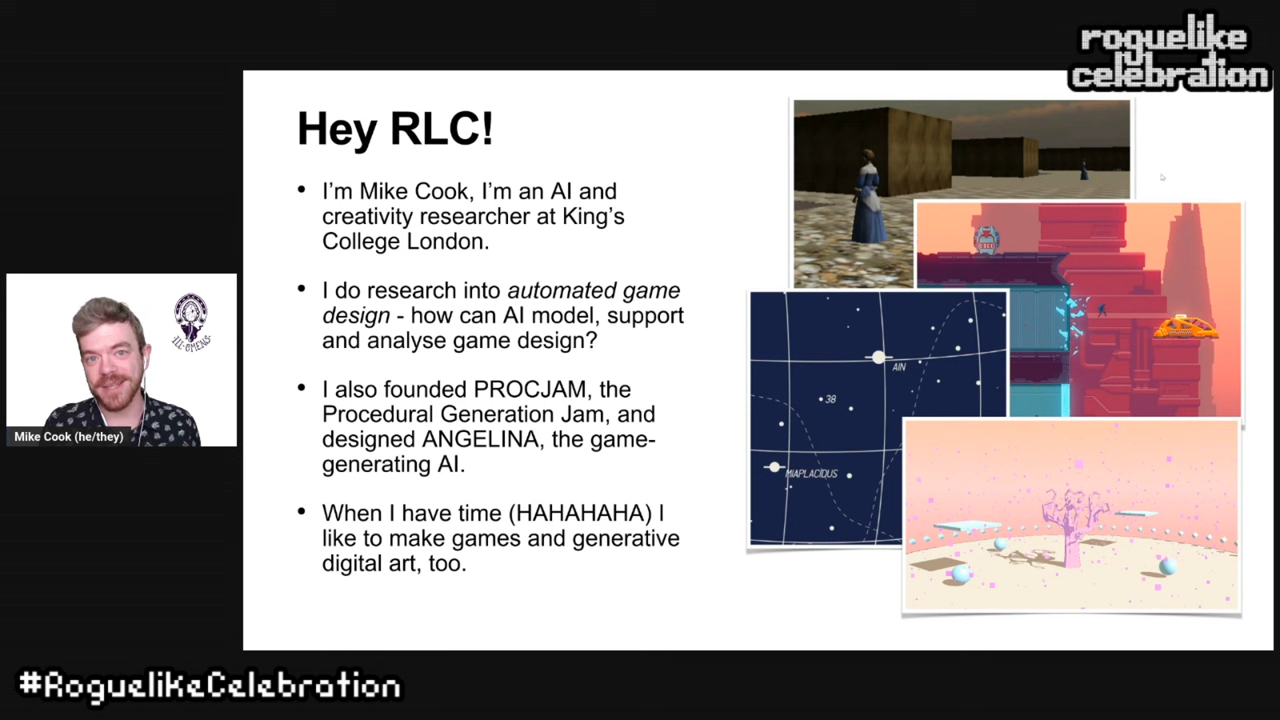 roguelike
celebration
Hey RLC!
• I'm Mike Cook, I'm an AI and
creativity researcher at King's
College London.
• I do research into automated game
design - how can AI model, support
and analyse game design?
• I also founded PROCJAM, the
Procedural Generation Jam, and
designed ANGELINA, the game-
generating AI.
• When I have time (HAHAHAHA) I
like to make games and generative
digital art, too.
AIN
38
MIAPLACIDUS
ILL-OMENS
Mike Cook (he/they)
#RoguelikeCelebration